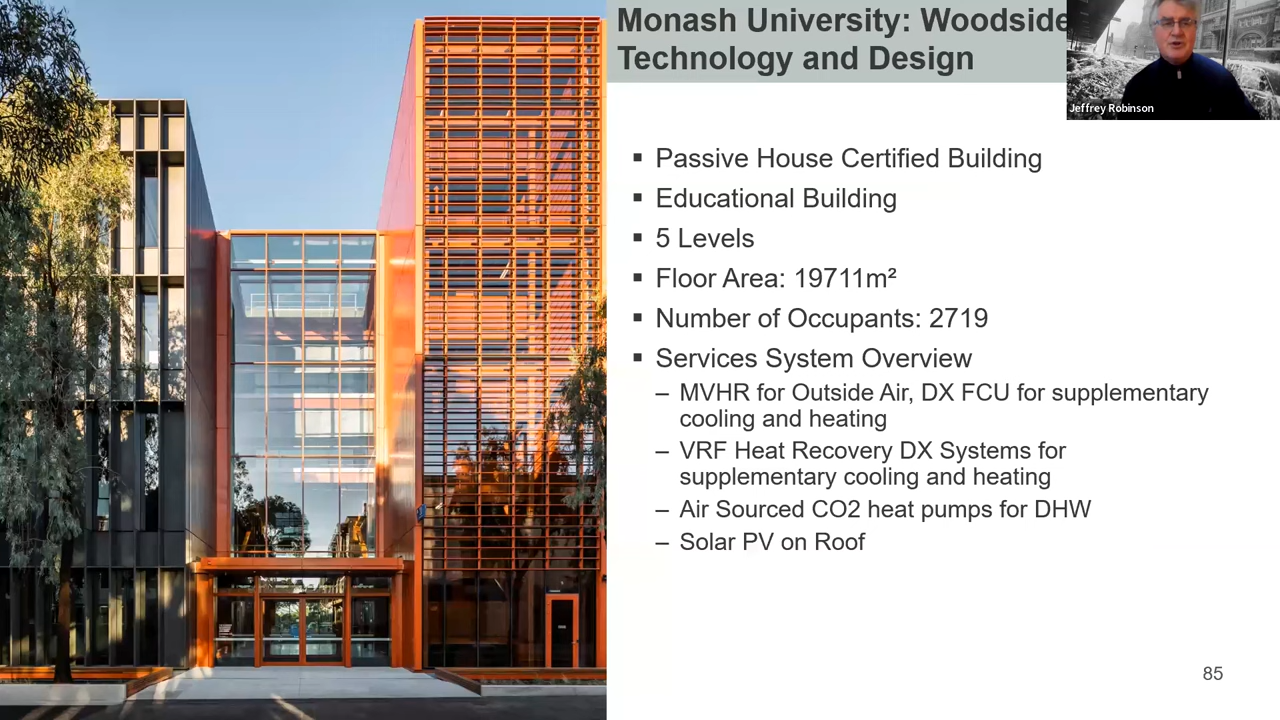 Monash University: Woodside
Technology and Design
Jeffrey Robinson
▪ Passive House Certified Building
▪ Educational Building
▪ 5 Levels
▪ Floor Area: 19711m²
▪ Number of Occupants: 2719
▪ Services System Overview
– MVHR for Outside Air, DX FCU for supplementary
cooling and heating
– VRF Heat Recovery DX Systems for
supplementary cooling and heating
– Air Sourced CO2 heat pumps for DHW
– Solar PV on Roof
85